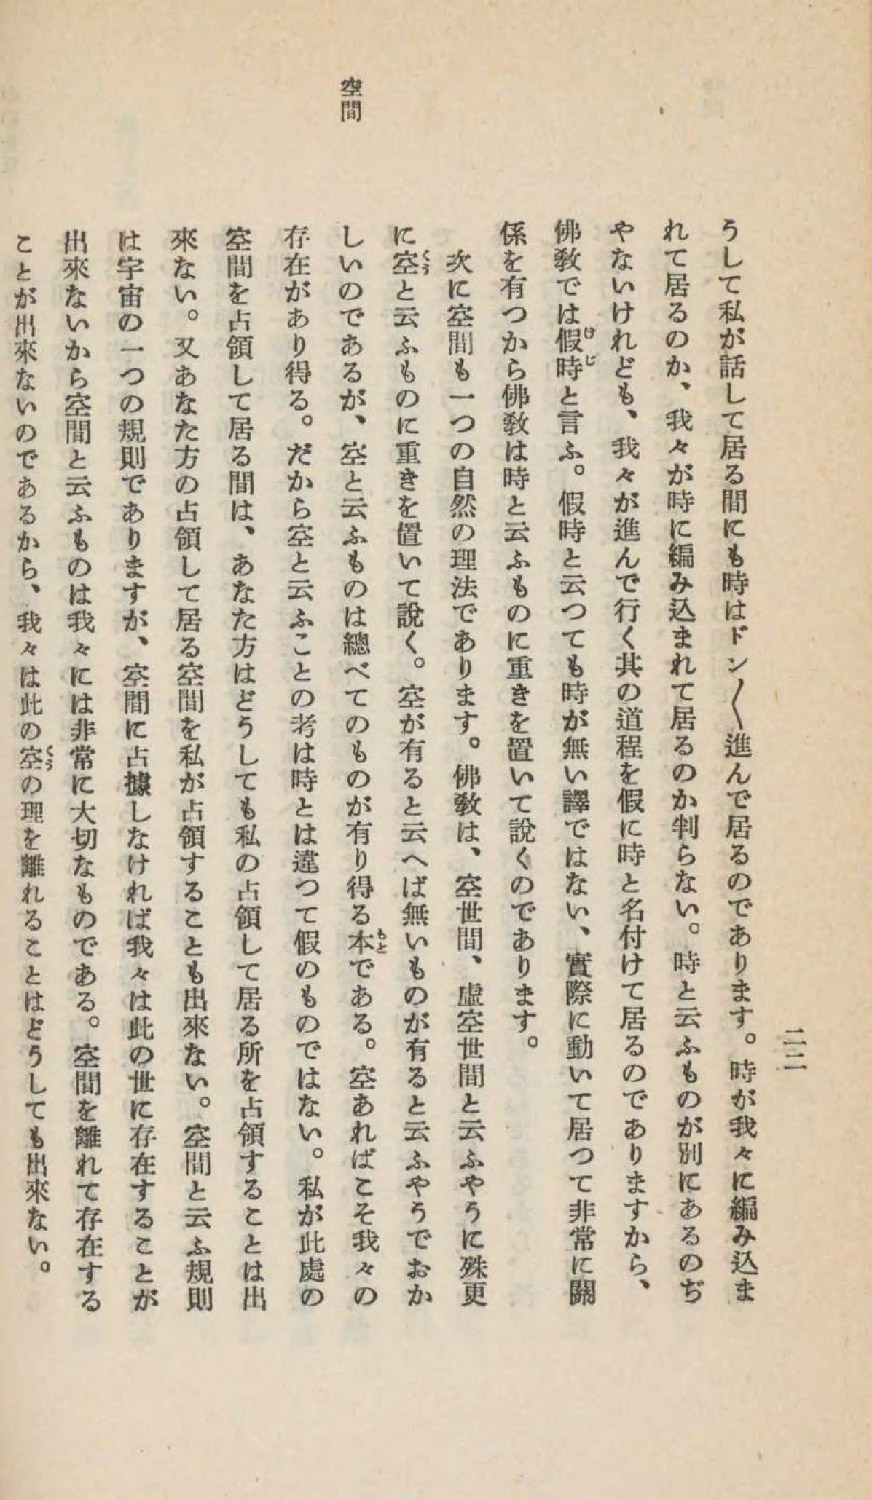 二二
空間
うして私が話して居る間にも時はドン〱進んで居るのであります。時が我々に編み込ま
れて居るのか、我々が時に編み込まれて居るのか判らない。時と云ふものが別にあるのぢ
やないけれども、我々が進んで行く其の道程を假に時と名付けて居るのでありますから、
佛敎では假時と言ふ。假時と云つても時が無い譯ではない、實際に動いて居つて非常に關
係を有つから佛敎は時と云ふものに重きを置いて說くのであります。
次に空間も一つの自然の理法であります。佛敎は、空世間、虛空世間と云ふやうに殊更
に空と云ふものに重きを置いて說く。空が有ると云へば無いものが有ると云ふやうでおか
しいのであるが、空と云ふものは總べてのものが有り得る本である。空あればこそ我々の
存在があり得る。だから空と云ふことの考は時とは違つて假のものではない。私が此處の
空間を占領して居る間は、あなた方はどうしても私の占領して居る所を占領することは出
來ない。又あなた方の占領して居る空間を私が占領することも出來ない。空間と云ふ規則
は宇宙の一つの規則でありますが、空間に占據しなければ我々は此の世に存在することが
出來ないから空間と云ふものは我々には非常に大切なものである。空間を離れて存在する
ことが出來ないのであるから、我々は此の空の理を離れることはどうしても出來ない。